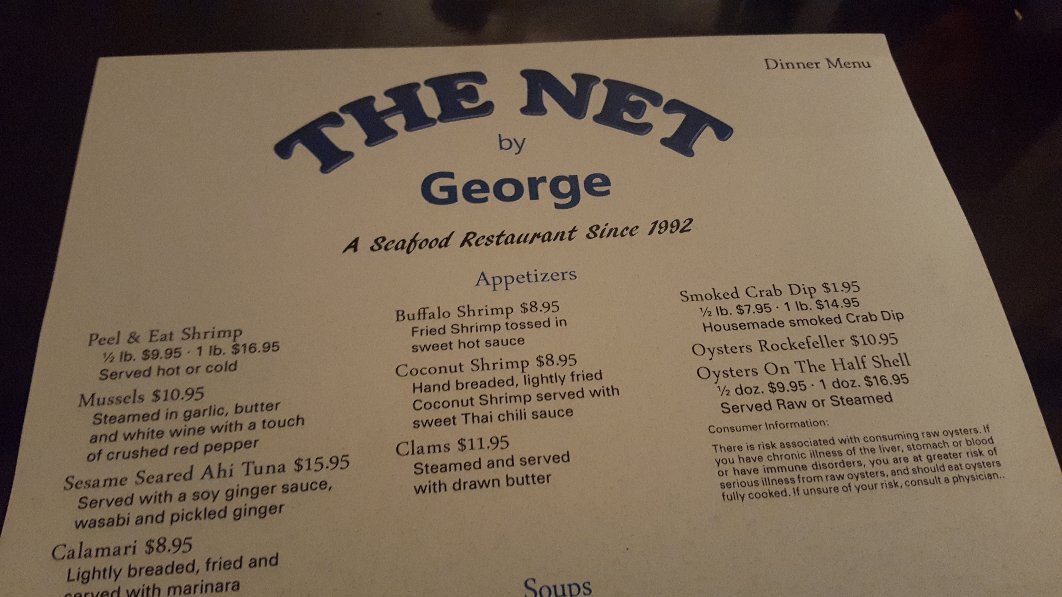 Dinner Menu
THE NET
by
George
A Seafood Restaurant Since 1992
Appetizers
Peel & Eat Shrimp
½ lb. $9.95 · 1 lb. $16.95
Served hot or cold
Mussels $10.95
Steamed in garlic, butter
and white wine with a touch
of crushed red pepper
Sesame Seared Ahi Tuna $15.95
Served with a soy ginger sauce,
wasabi and pickled ginger
Calamari $8.95
Lightly breaded, fried and
served with marinara
Buffalo Shrimp $8.95
Fried Shrimp tossed in
sweet hot sauce
Coconut Shrimp $8.95
Hand breaded, lightly fried
Coconut Shrimp served with
sweet Thai chili sauce
Clams $11.95
Steamed and served
with drawn butter
Smoked Crab Dip $1.95
½ lb. $7.95 · 1 lb. $14.95
Housemade smoked Crab Dip
Oysters Rockefeller $10.95
Oysters On The Half Shell
½ doz. $9.95 · 1 doz. $16.95
Served Raw or Steamed
Consumer Information:
There is risk associated with consuming raw oysters. If
you have chronic illness of the liver, stomach or blood
or have immune disorders, you are at greater risk of
serious illness from raw oysters, and should eat oysters
fully cooked. If unsure of your risk, consult a physician..
Soups